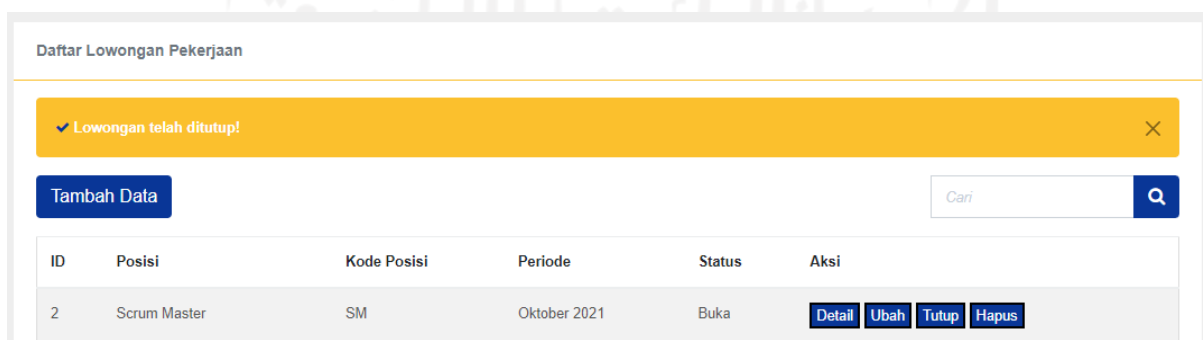 Daftar Lowongan Pekerjaan
Lowongan telah ditutup!
Tambah Data
Cari
ID Posisi Kode Posisi Periode Status Aksi
2 Scrum Master SM Oktober 2021 Buka Detail Ubah Tutup Hapus